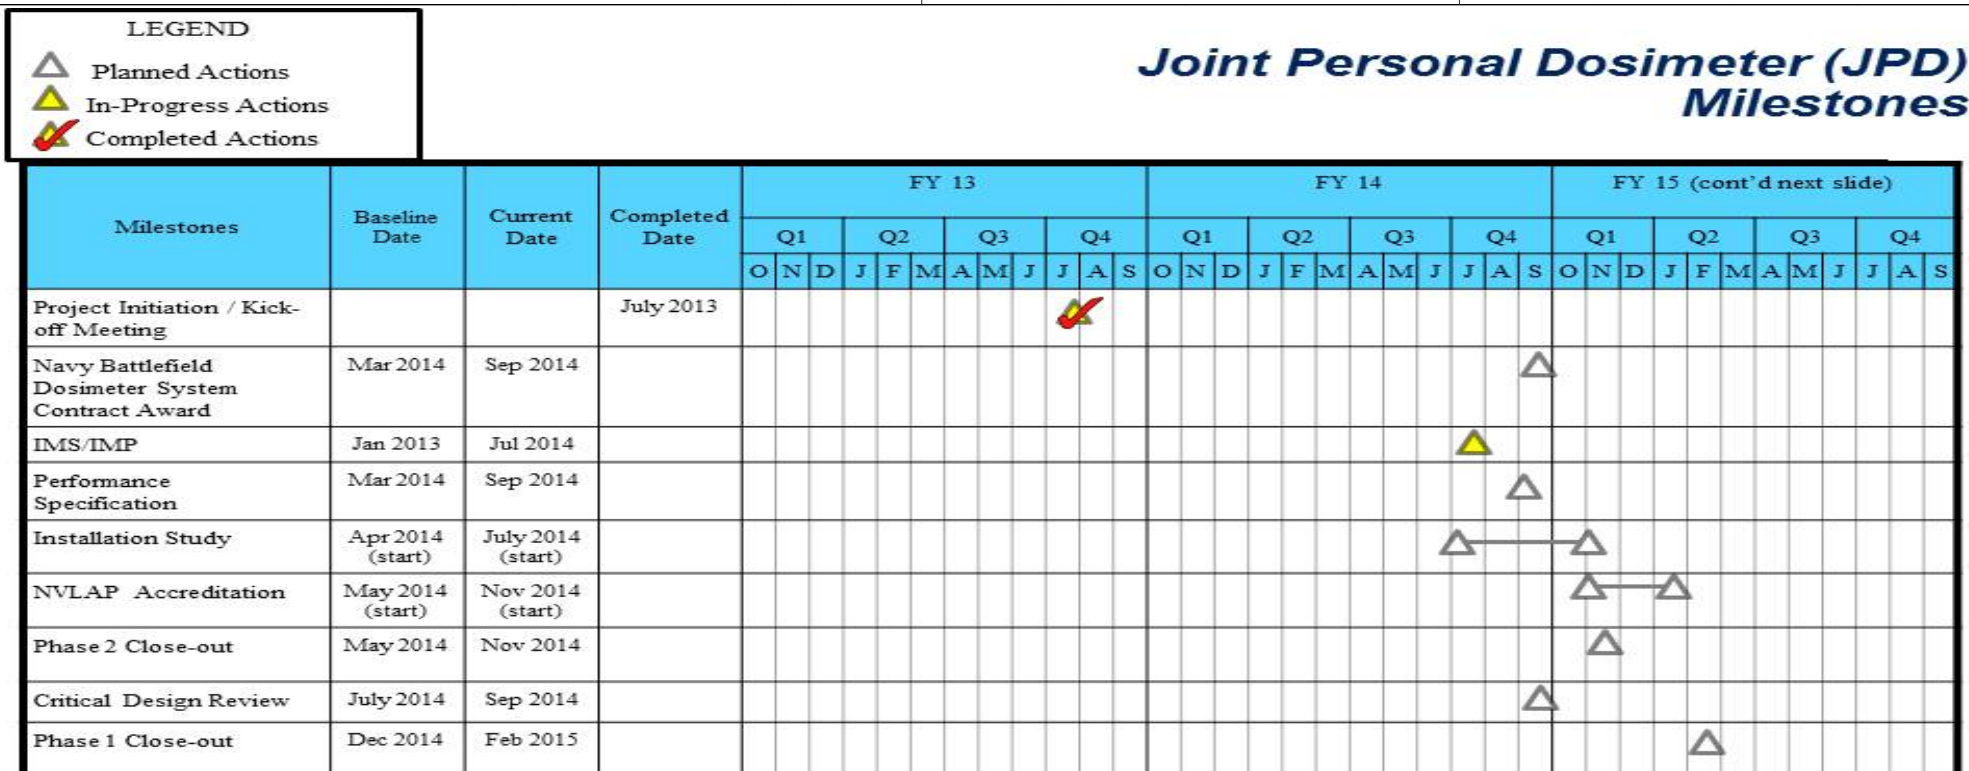 LEGEND
Planned Actions
In-Progress Actions
Completed Actions
Joint Personal Dosimeter (JPD)
Milestones
Milestones
Baseline
Date
Current
Date
Completed
Date
FY 13
FY 14
FY 15 (cont'd next slide)
Q1 Q2 Q3 Q4 Q1 Q2 Q3 Q4 Q1 Q2 Q3 Q4
O N D J F M A M J J A S O N D J F M A M J J A S O N D J F M A M J J A S
Project Initiation / Kick-
off Meeting
July 2013
Navy Battlefield
Dosimeter System
Contract Award
Mar 2014
Sep 2014
IMS/IMP
Jan 2013
Jul 2014
Performance
Specification
Mar 2014
Sep 2014
Installation Study
Apr 2014
(start)
July 2014
(start)
NVLAP Accreditation
May 2014
(start)
Nov 2014
(start)
Phase 2 Close-out
May 2014
Nov 2014
Critical Design Review
July 2014
Sep 2014
Phase 1 Close-out
Dec 2014
Feb 2015